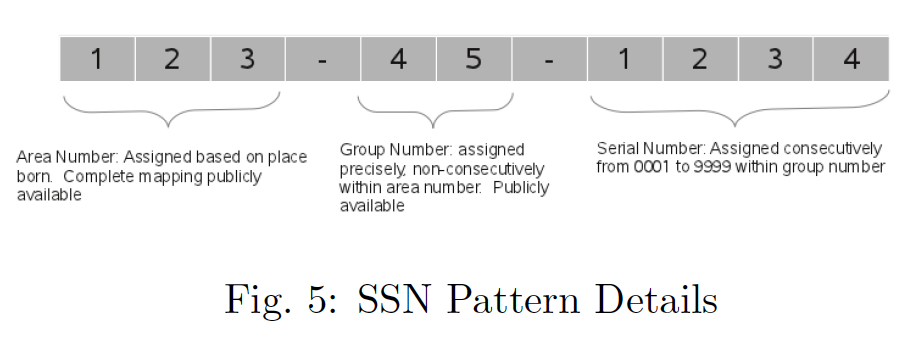 1 2 3 - 4 5 - 1 2 3 4
Area Number: Assigned based on place
born. Complete mapping publicly
available
Group Number: assigned
precisely, non-consecutively
within area number. Publicly
available
Serial Number: Assigned consecutively
from 0001 to 9999 within group number
Fig. 5: SSN Pattern Details